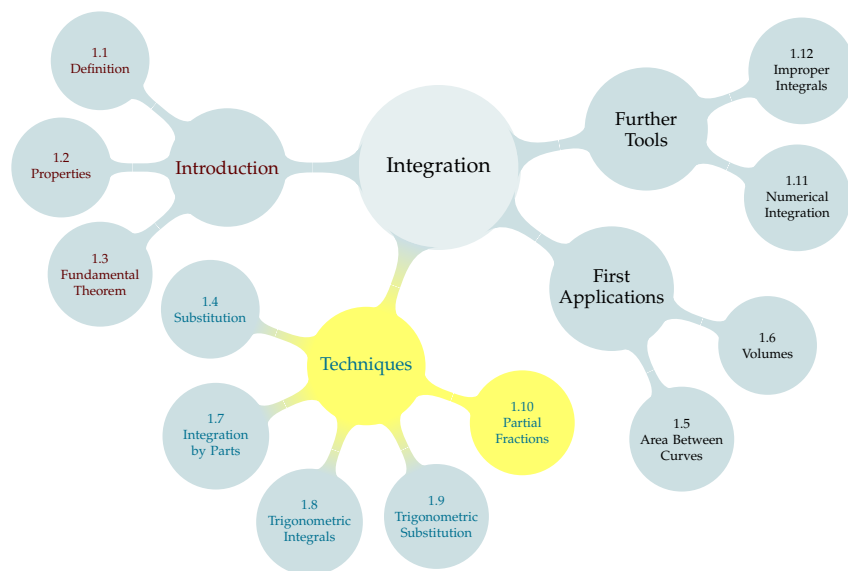 Integration
Introduction
1.1
Definition
1.2
Properties
1.3
Fundamental
Theorem
Techniques
1.4
Substitution
1.7
Integration
by Parts
1.8
Trigonometric
Integrals
1.9
Trigonometric
Substitution
1.10
Partial
Fractions
First
Applications
1.5
Area Between
Curves
1.6
Volumes
Further
Tools
1.11
Numerical
Integration
1.12
Improper
Integrals